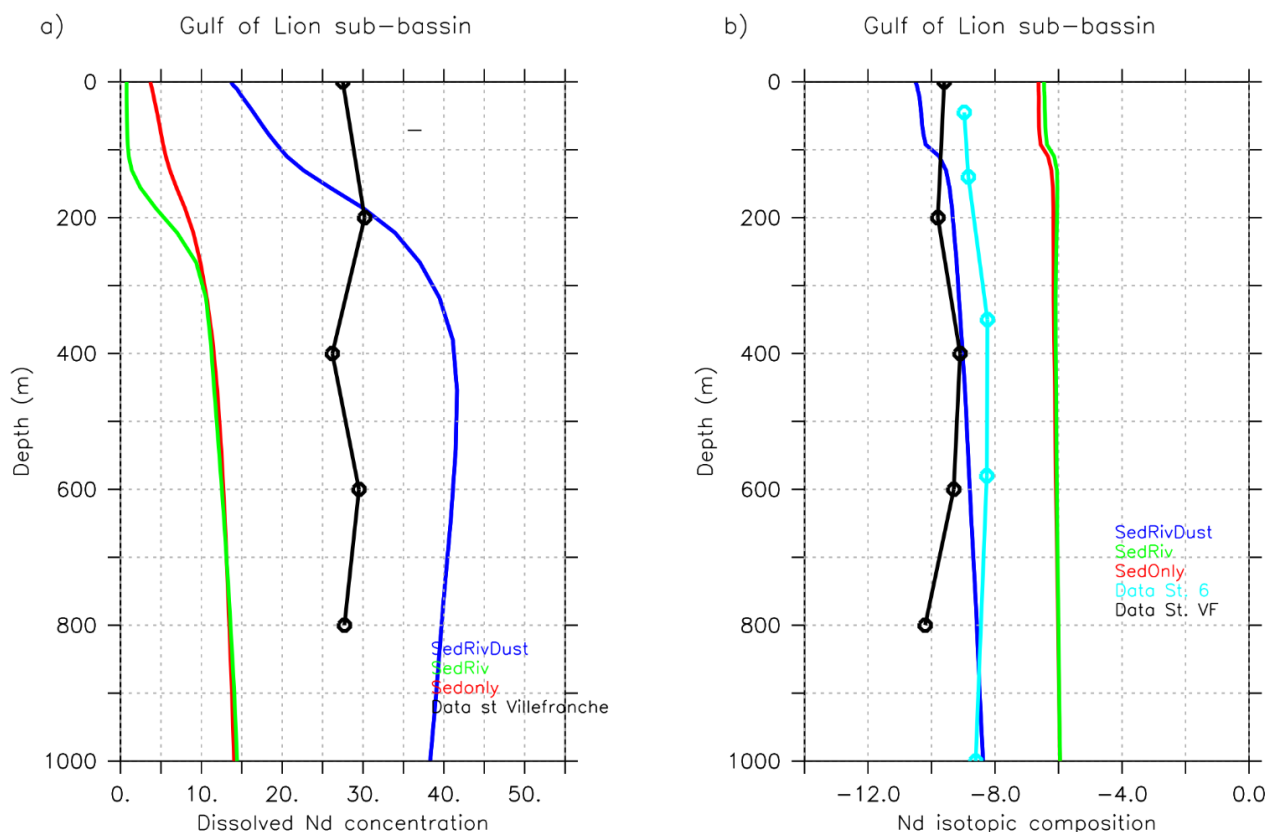 a) Gulf of Lion sub-bassin
0
200
400
600
800
1000
Depth (m)
0. 10. 20. 30. 40. 50.
Dissolved Nd concentration
SedRivDust
SedRiv
Sedonly
Data st Villefranche
b) Gulf of Lion sub-bassin
0
200
400
600
800
1000
Depth (m)
-12.0 -8.0 -4.0 0.0
Nd isotopic composition
SedRivDust
SedRiv
SedOnly
Data St. 6
Data St. VF